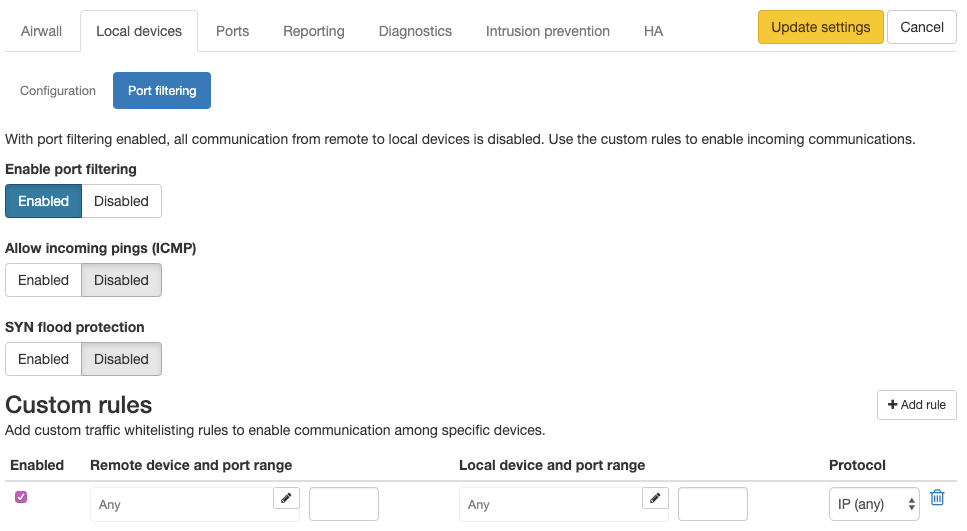 Airwall Local devices Ports Reporting Diagnostics Intrusion prevention HA Update settings Cancel
Configuration Port filtering
With port filtering enabled, all communication from remote to local devices is disabled. Use the custom rules to enable incoming communications.
Enable port filtering
Enabled Disabled
Allow incoming pings (ICMP)
Enabled Disabled
SYN flood protection
Enabled Disabled
Custom rules + Add rule
Add custom traffic whitelisting rules to enable communication among specific devices.
Enabled Remote device and port range Local device and port range Protocol
Any Any IP (any)